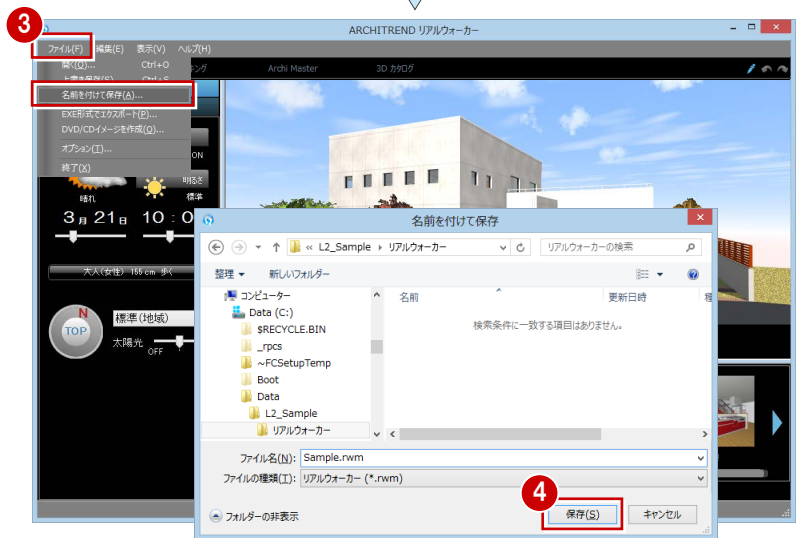 3
ARCHITREND リアルウォーカー
ファイル(F) 編集(E) 表示(V) ヘルプ(H)
開く(O)... Ctrl+O
上書き保存(S) Ctrl+S
Archi Master 3D カタログ
名前を付けて保存(A)...
EXE形式でエクスポート(P)...
DVD/CDイメージを作成(O)...
オプション(T)...
終了(X)
ON
明るさ
晴れ 標準
3月 21日 10:0
大人(女性) 155 cm 歩く
N
TOP
標準(地域)
太陽光 OFF
名前を付けて保存
« L2_Sample リアルウォーカー
リアルウォーカーの検索
整理 新しいフォルダー
コンピューター
Data (C:)
$RECYCLE.BIN
_rpcs
~FCSetupTemp
Boot
Data
L2_Sample
リアルウォーカー
名前 更新日時 種
検索条件に一致する項目はありません。
ファイル名(N): Sample.rwm
ファイルの種類(T): リアルウォーカー (*.rwm)
4
フォルダーの非表示
保存(S) キャンセル